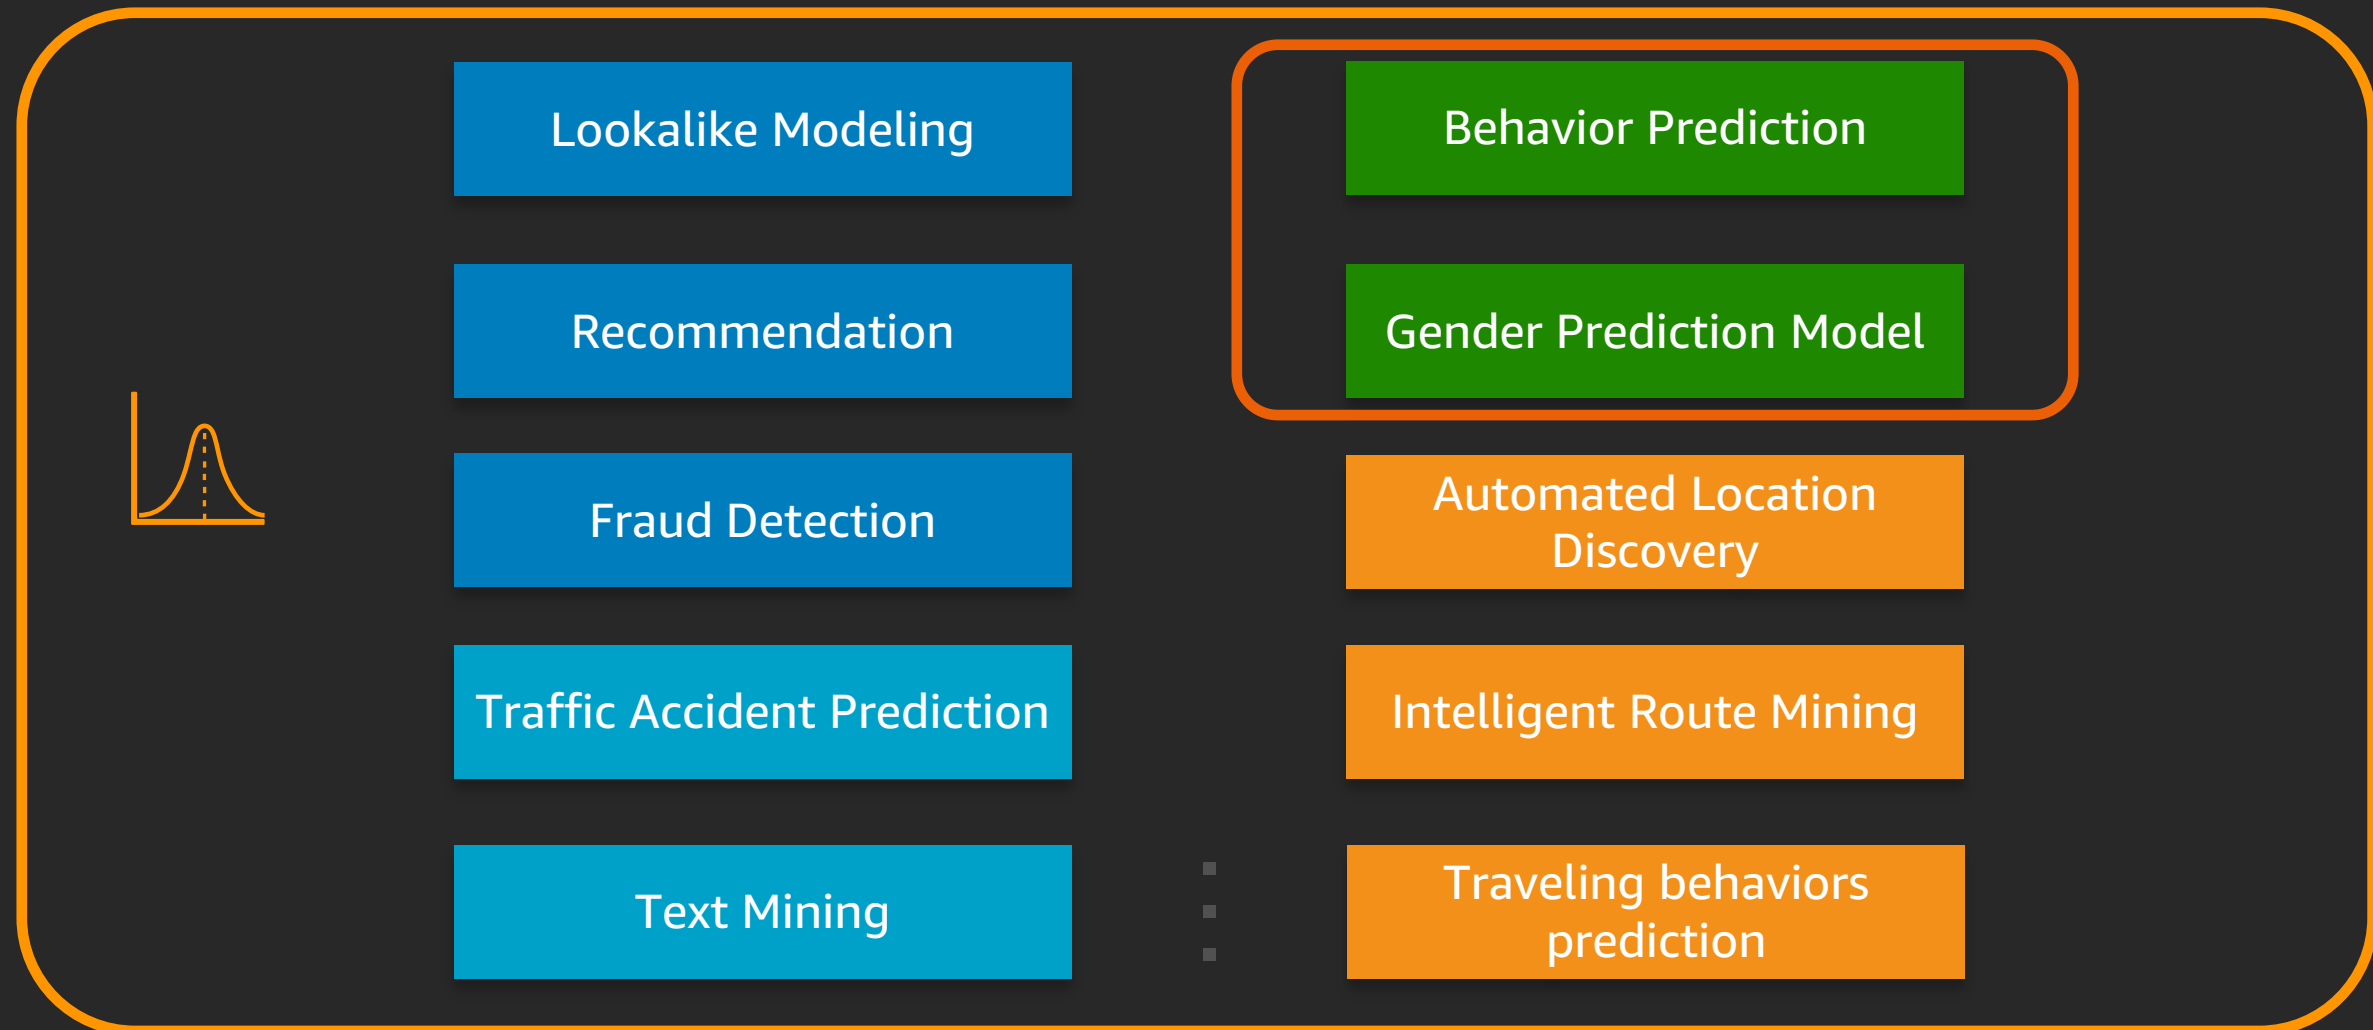 Lookalike Modeling
Recommendation
Fraud Detection
Traffic Accident Prediction
Text Mining
Behavior Prediction
Gender Prediction Model
Automated Location
Discovery
Intelligent Route Mining
Traveling behaviors
prediction